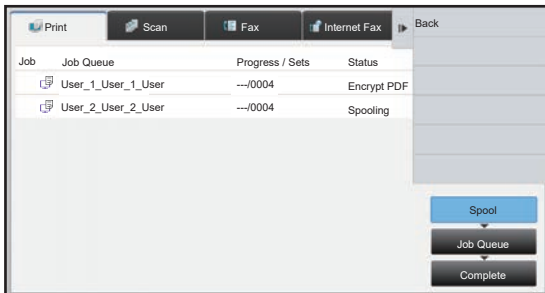 Print Scan Fax Internet Fax Back
Job Job Queue Progress / Sets Status
User_1_User_1_User ---/0004 Encrypt PDF
User_2_User_2_User ---/0004 Spooling
Spool
Job Queue
Complete